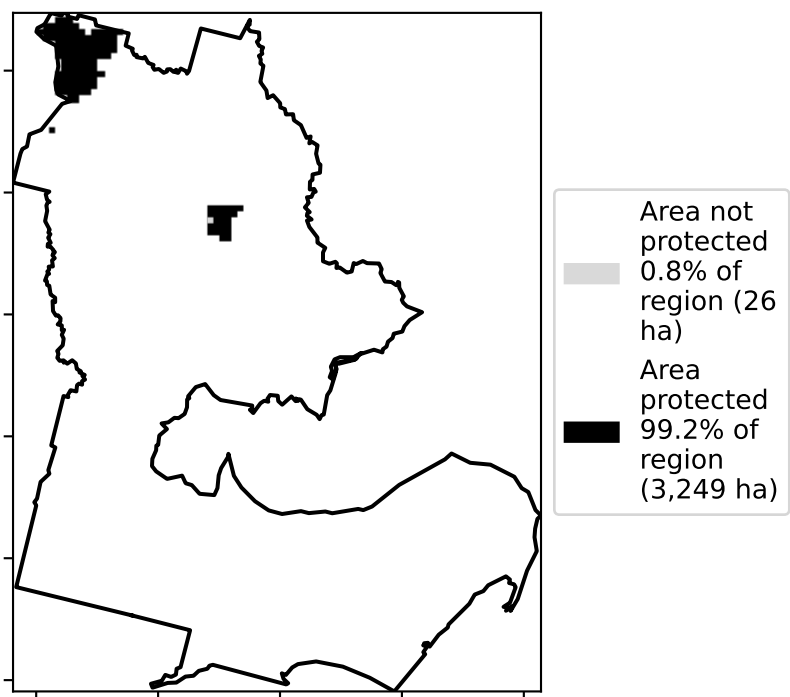 Area not
protected
0.8% of
region (26
ha)
Area
protected
99.2% of
region
(3,249 ha)